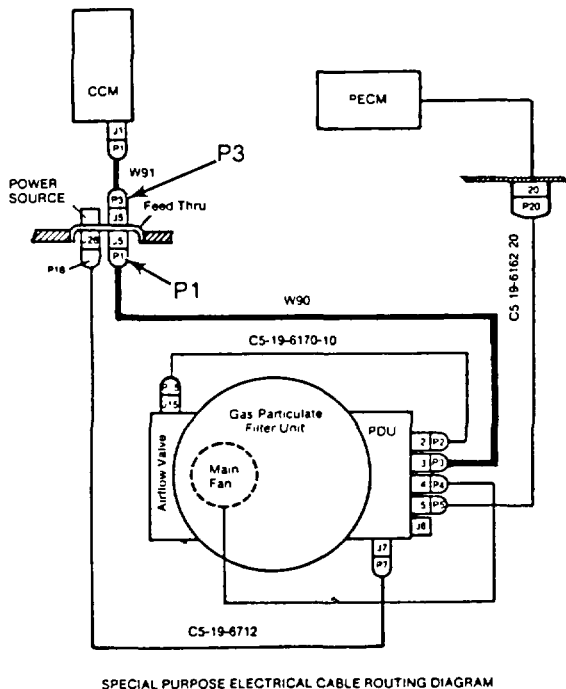 CCM
J1
P1
W91
P3
P3
POWER
SOURCE
J5
Feed Thru
J5
P1
P18
P1
PECM
20
P20
C5 19-6162 20
W90
C5-19-6170-10
Gas Particulate
Filter Unit
Airflow Valve
Main
Fan
PDU
2 P2
3 P3
4 P4
5 P5
J6
J7
P7
C5-19-6712
SPECIAL PURPOSE ELECTRICAL CABLE ROUTING DIAGRAM